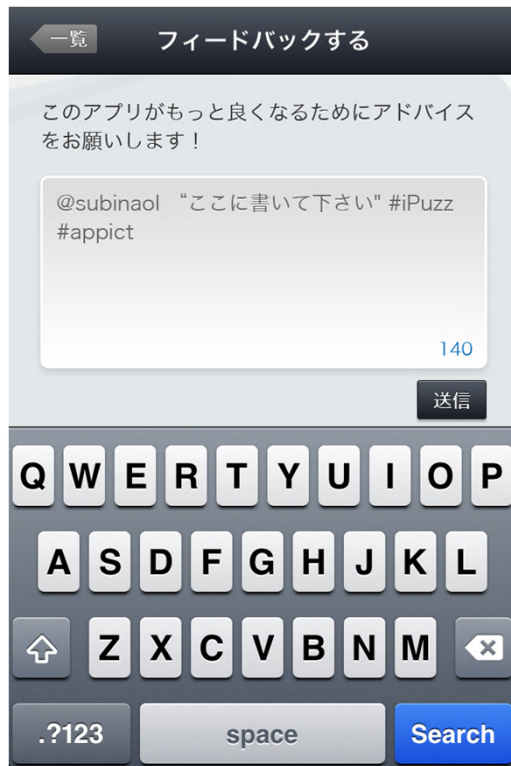 一覧
フィードバックする
このアプリがもっと良くなるためにアドバイス
をお願いします！
@subinaol “ここに書いて下さい" #iPuzz
#appict
140
送信
Q W E R T Y U I O P
A S D F G H J K L
Z X C V B N M
.?123 space Search